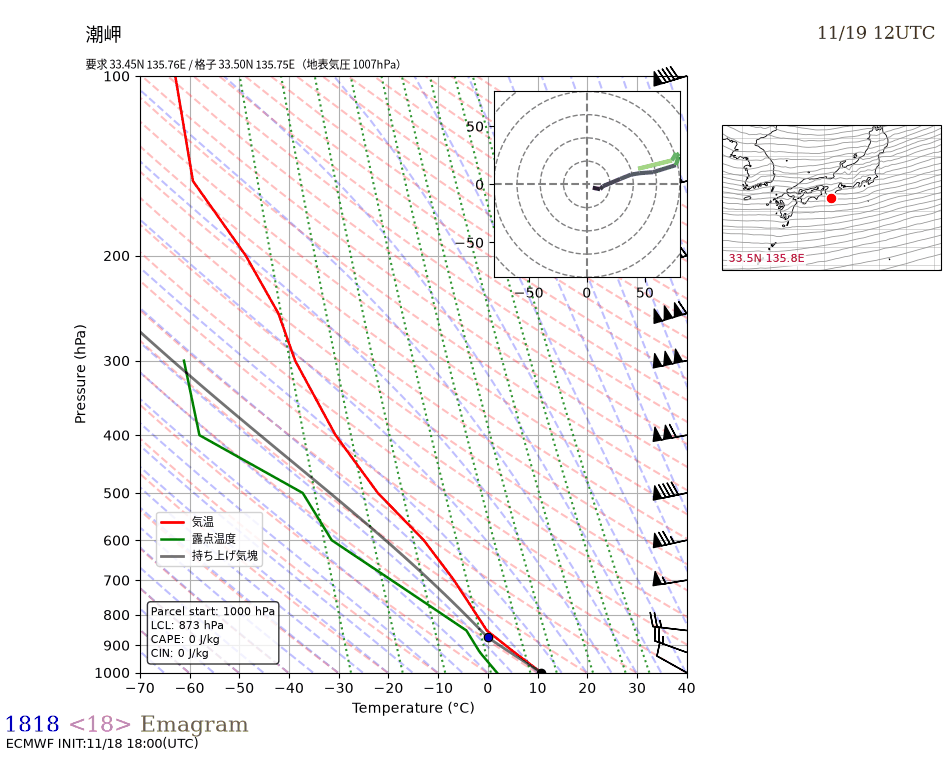 潮岬
11/19 12UTC
要求 33.45N 135.76E / 格子 33.50N 135.75E（地表気圧 1007hPa）
100
200
300
400
500
600
700
800
900
1000
Pressure (hPa)
−70 −60 −50 −40 −30 −20 −10 0 10 20 30 40
Temperature (°C)
50
0
−50
−50 0 50
33.5N 135.8E
気温
露点温度
持ち上げ気塊
Parcel start: 1000 hPa
LCL: 873 hPa
CAPE: 0 J/kg
CIN: 0 J/kg
1818 <18> Emagram
ECMWF INIT:11/18 18:00(UTC)